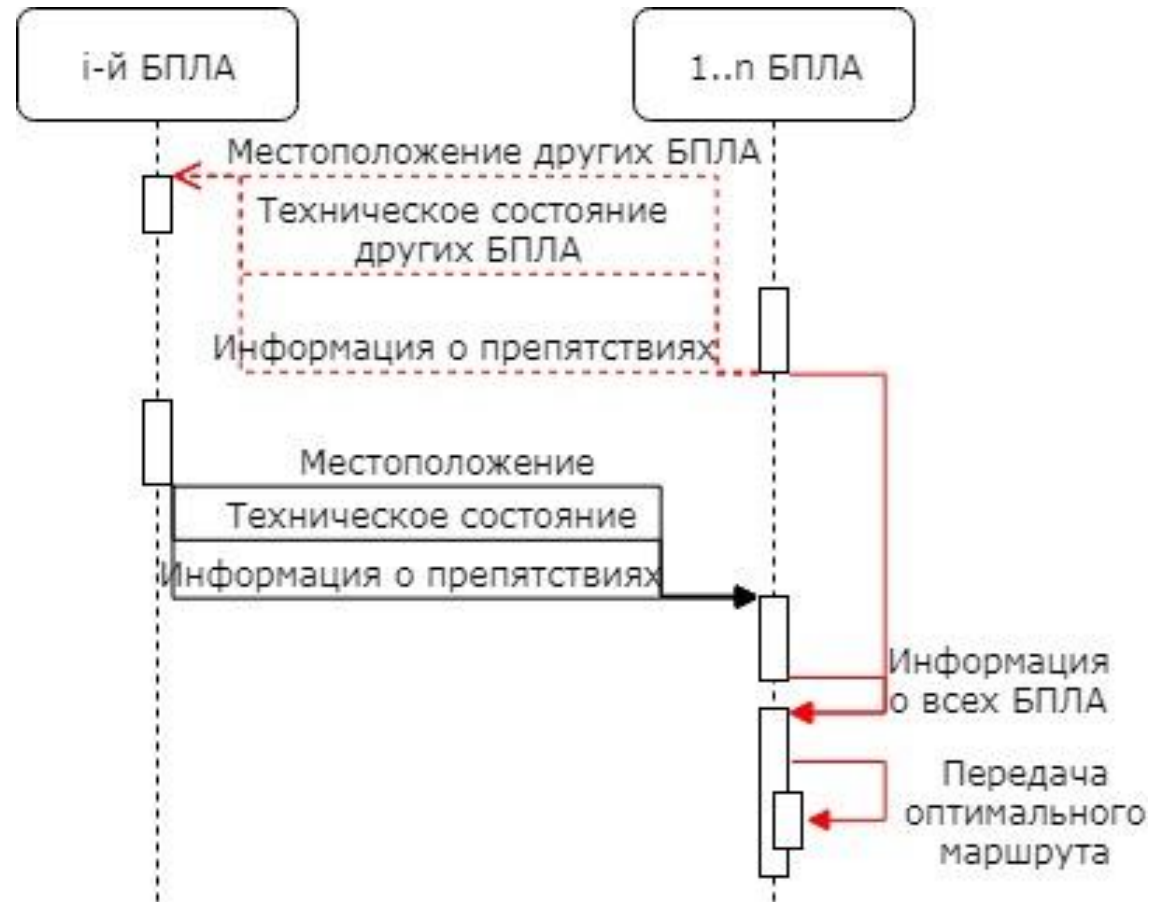 i-й БПЛА
1..n БПЛА
Местоположение других БПЛА
Техническое состояние
других БПЛА
Информация о препятствиях
Местоположение
Техническое состояние
Информация о препятствиях
Информация
о всех БПЛА
Передача
оптимального
маршрута